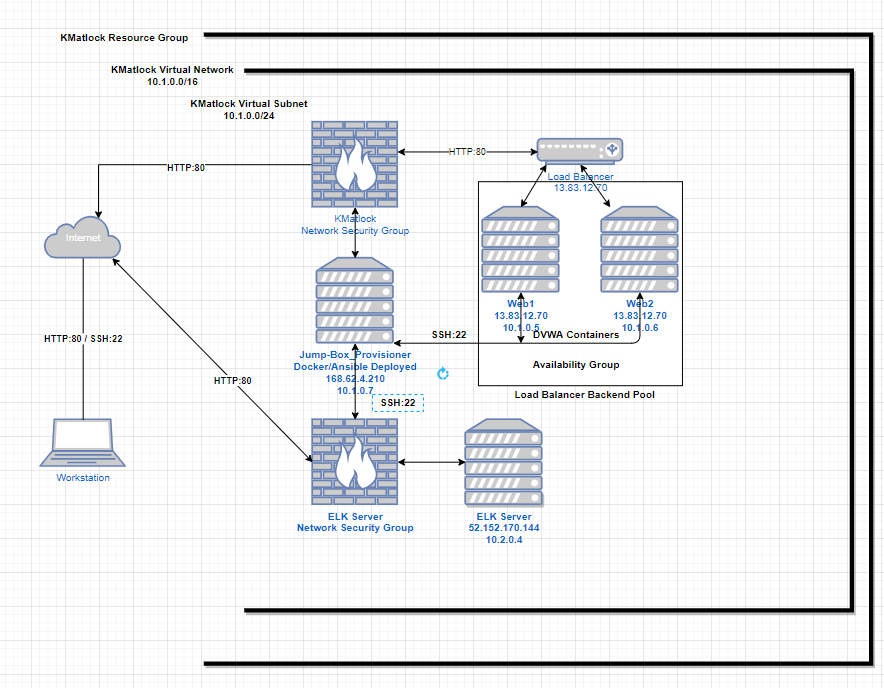 KMatlock Resource Group
KMatlock Virtual Network
10.1.0.0/16
KMatlock Virtual Subnet
10.1.0.0/24
HTTP:80
HTTP:80
Load Balancer
13.83.12.70
KMatlock
Network Security Group
Internet
Web1
13.83.12.70
10.1.0.5
Web2
13.83.12.70
10.1.0.6
DVWA Containers
SSH:22
HTTP:80 / SSH:22
Jump-Box_Provisioner
Docker/Ansible Deployed
168.62.4.210
10.1.0.7
Availability Group
HTTP:80
SSH:22
Load Balancer Backend Pool
Workstation
ELK Server
Network Security Group
ELK Server
52.152.170.144
10.2.0.4